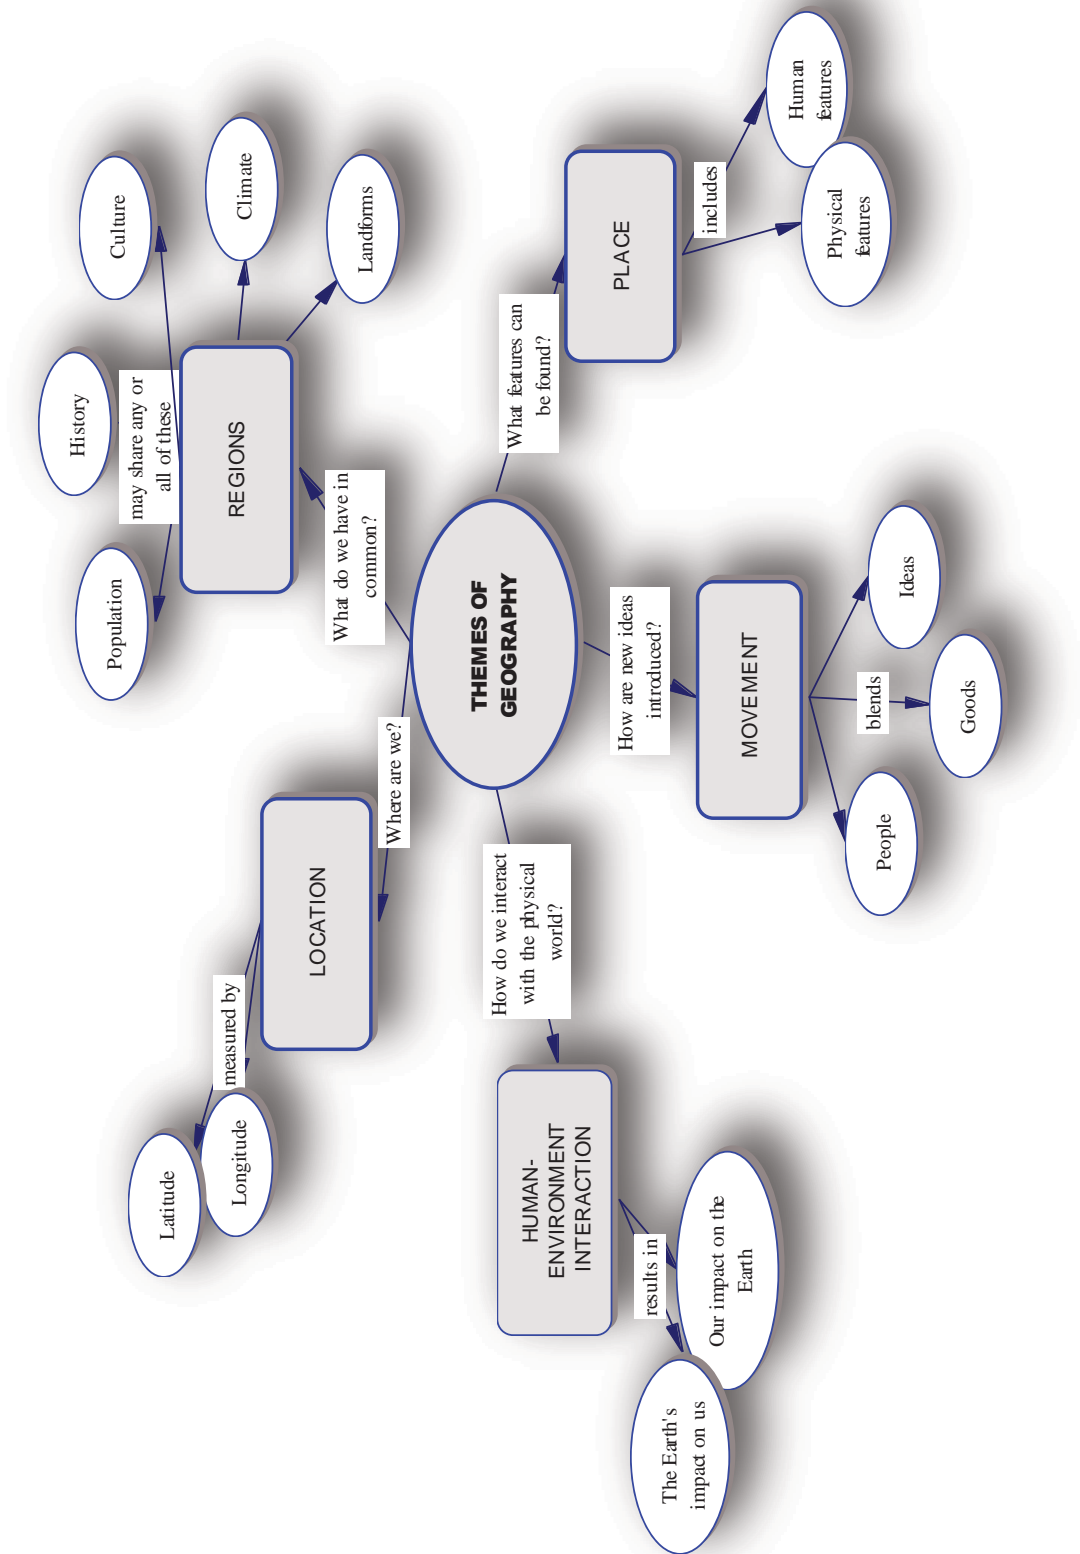 THEMES OF
GEOGRAPHY
Where are we?
LOCATION
measured by
Latitude
Longitude
What do we have in
common?
REGIONS
may share any or
all of these
Population
History
Culture
Climate
Landforms
What features can
be found?
PLACE
includes
Human
features
Physical
features
How are new ideas
introduced?
MOVEMENT
blends
People
Goods
Ideas
How do we interact
with the physical
world?
HUMAN-
ENVIRONMENT
INTERACTION
results in
The Earth's
impact on us
Our impact on the
Earth